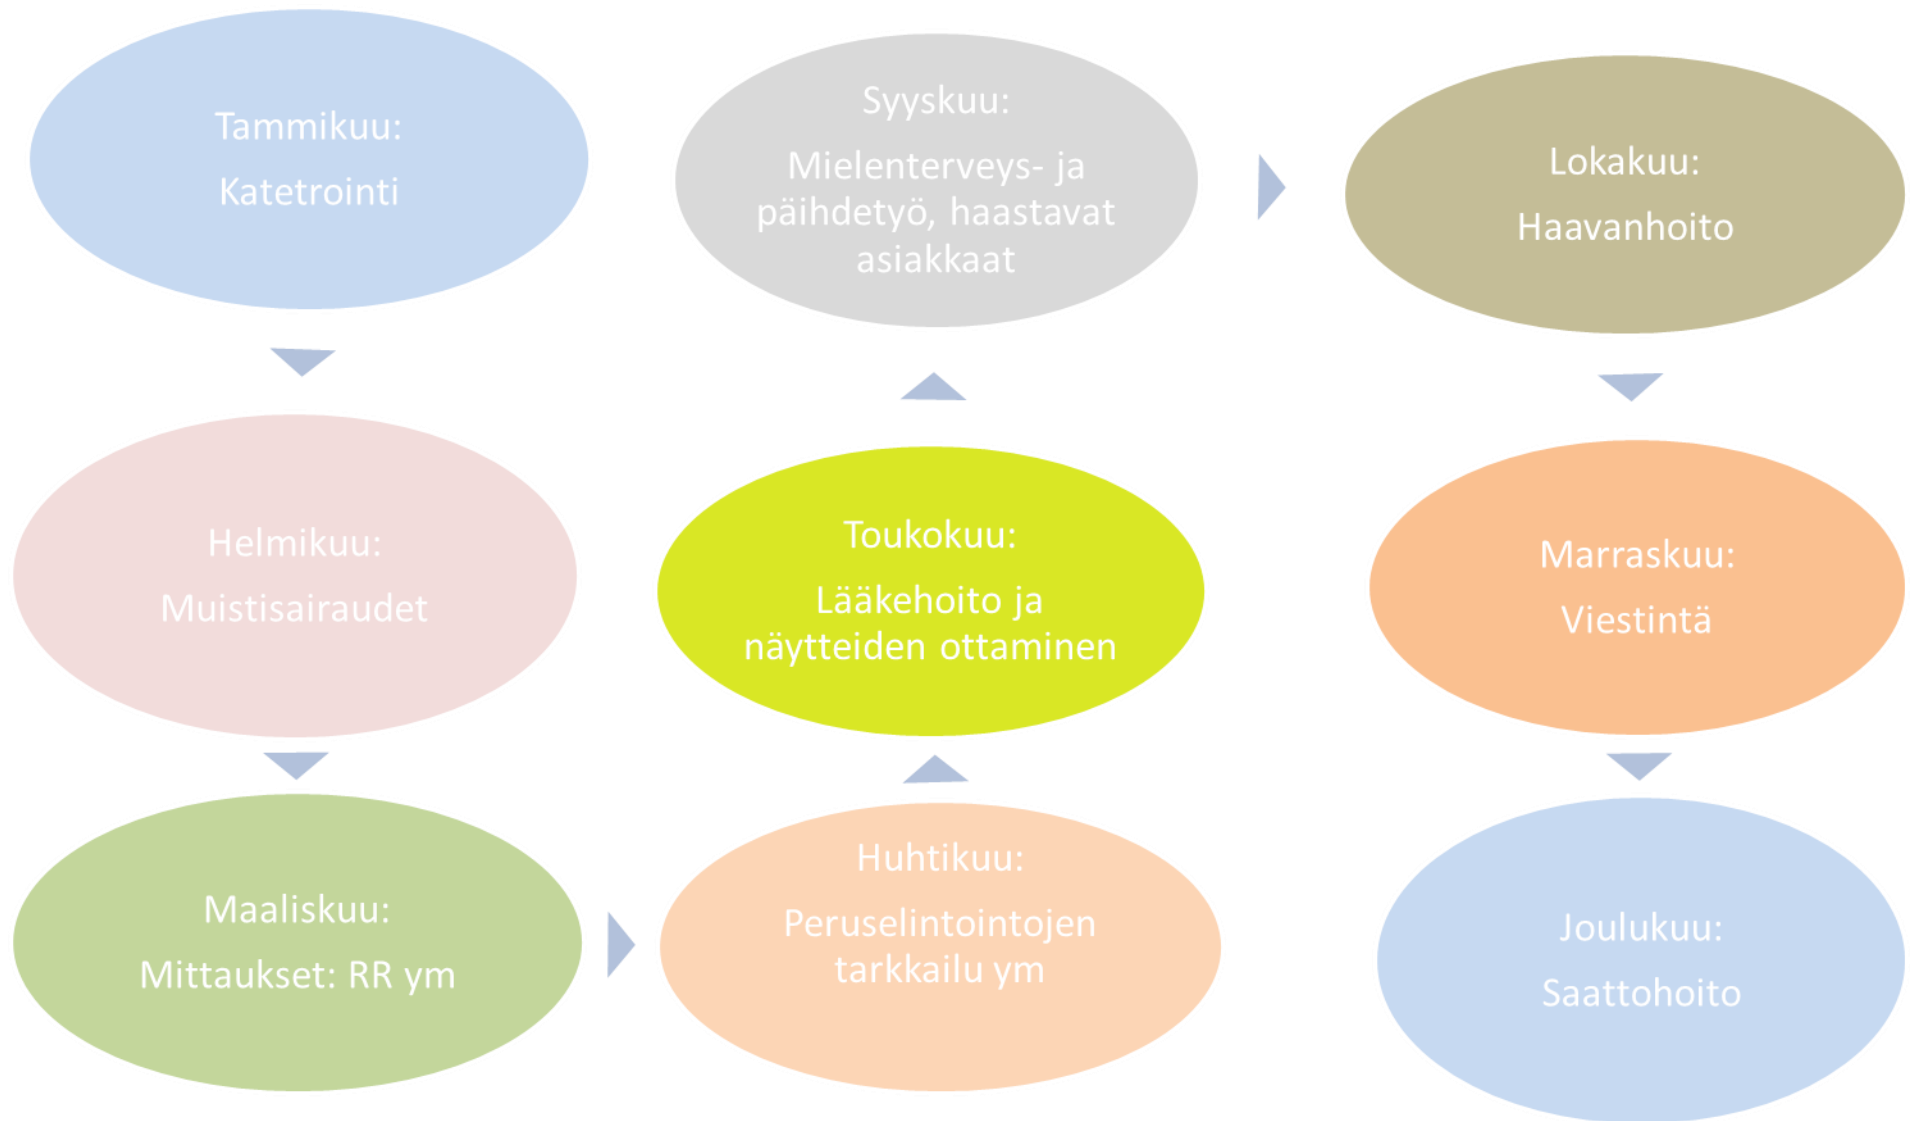 Tammikuu:
Katetrointi
Helmikuu:
Muistisairaudet
Maaliskuu:
Mittaukset: RR ym
Huhtikuu:
Peruselintointojen
tarkkailu ym
Toukokuu:
Lääkehoito ja
näytteiden ottaminen
Syyskuu:
Mielenterveys- ja
päihdetyö, haastavat
asiakkaat
Lokakuu:
Haavanhoito
Marraskuu:
Viestintä
Joulukuu:
Saattohoito